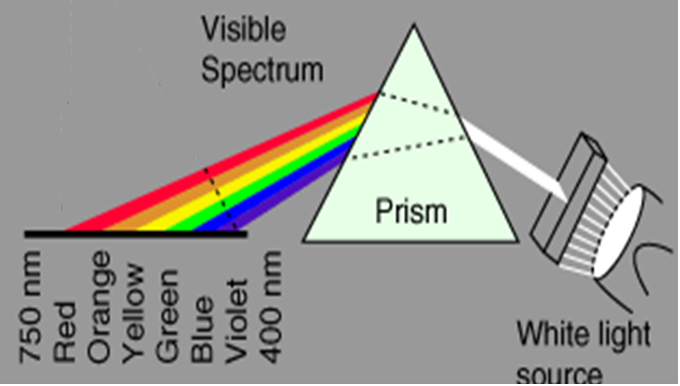 Visible
Spectrum
Prism
750 nm
Red
Orange
Yellow
Green
Blue
Violet
400 nm
White light
source